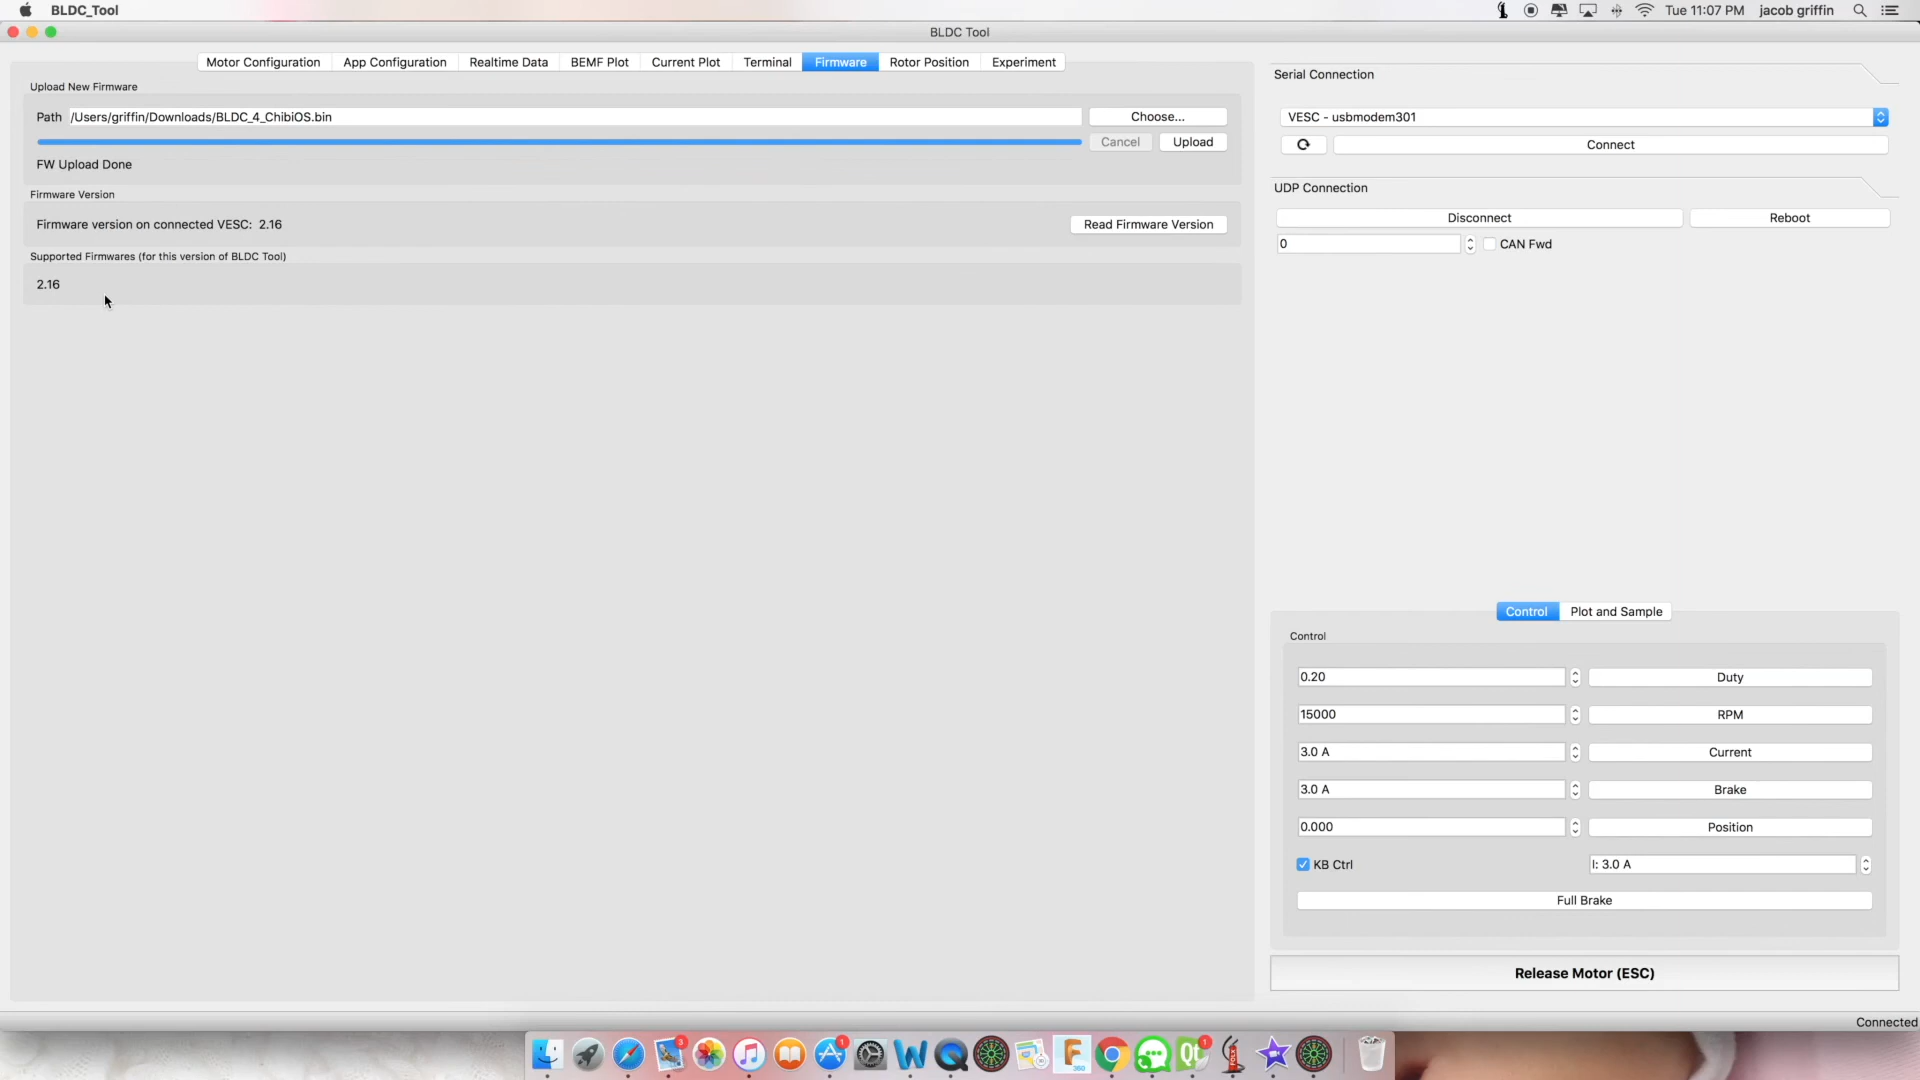 BLDC_Tool
Tue 11:07 PM jacob griffin
BLDC Tool
Motor Configuration App Configuration Realtime Data BEMF Plot Current Plot Terminal Firmware Rotor Position Experiment
Upload New Firmware
Path /Users/griffin/Downloads/BLDC_4_ChibiOS.bin Choose...
Cancel Upload
FW Upload Done
Firmware Version
Firmware version on connected VESC: 2.16 Read Firmware Version
Supported Firmwares (for this version of BLDC Tool)
2.16
Serial Connection
VESC - usbmodem301
Connect
UDP Connection
Disconnect Reboot
0 CAN Fwd
Control Plot and Sample
Control
0.20 Duty
15000 RPM
3.0 A Current
3.0 A Brake
0.000 Position
KB Ctrl I: 3.0 A
Full Brake
Release Motor (ESC)
Connected
3 1 1
360